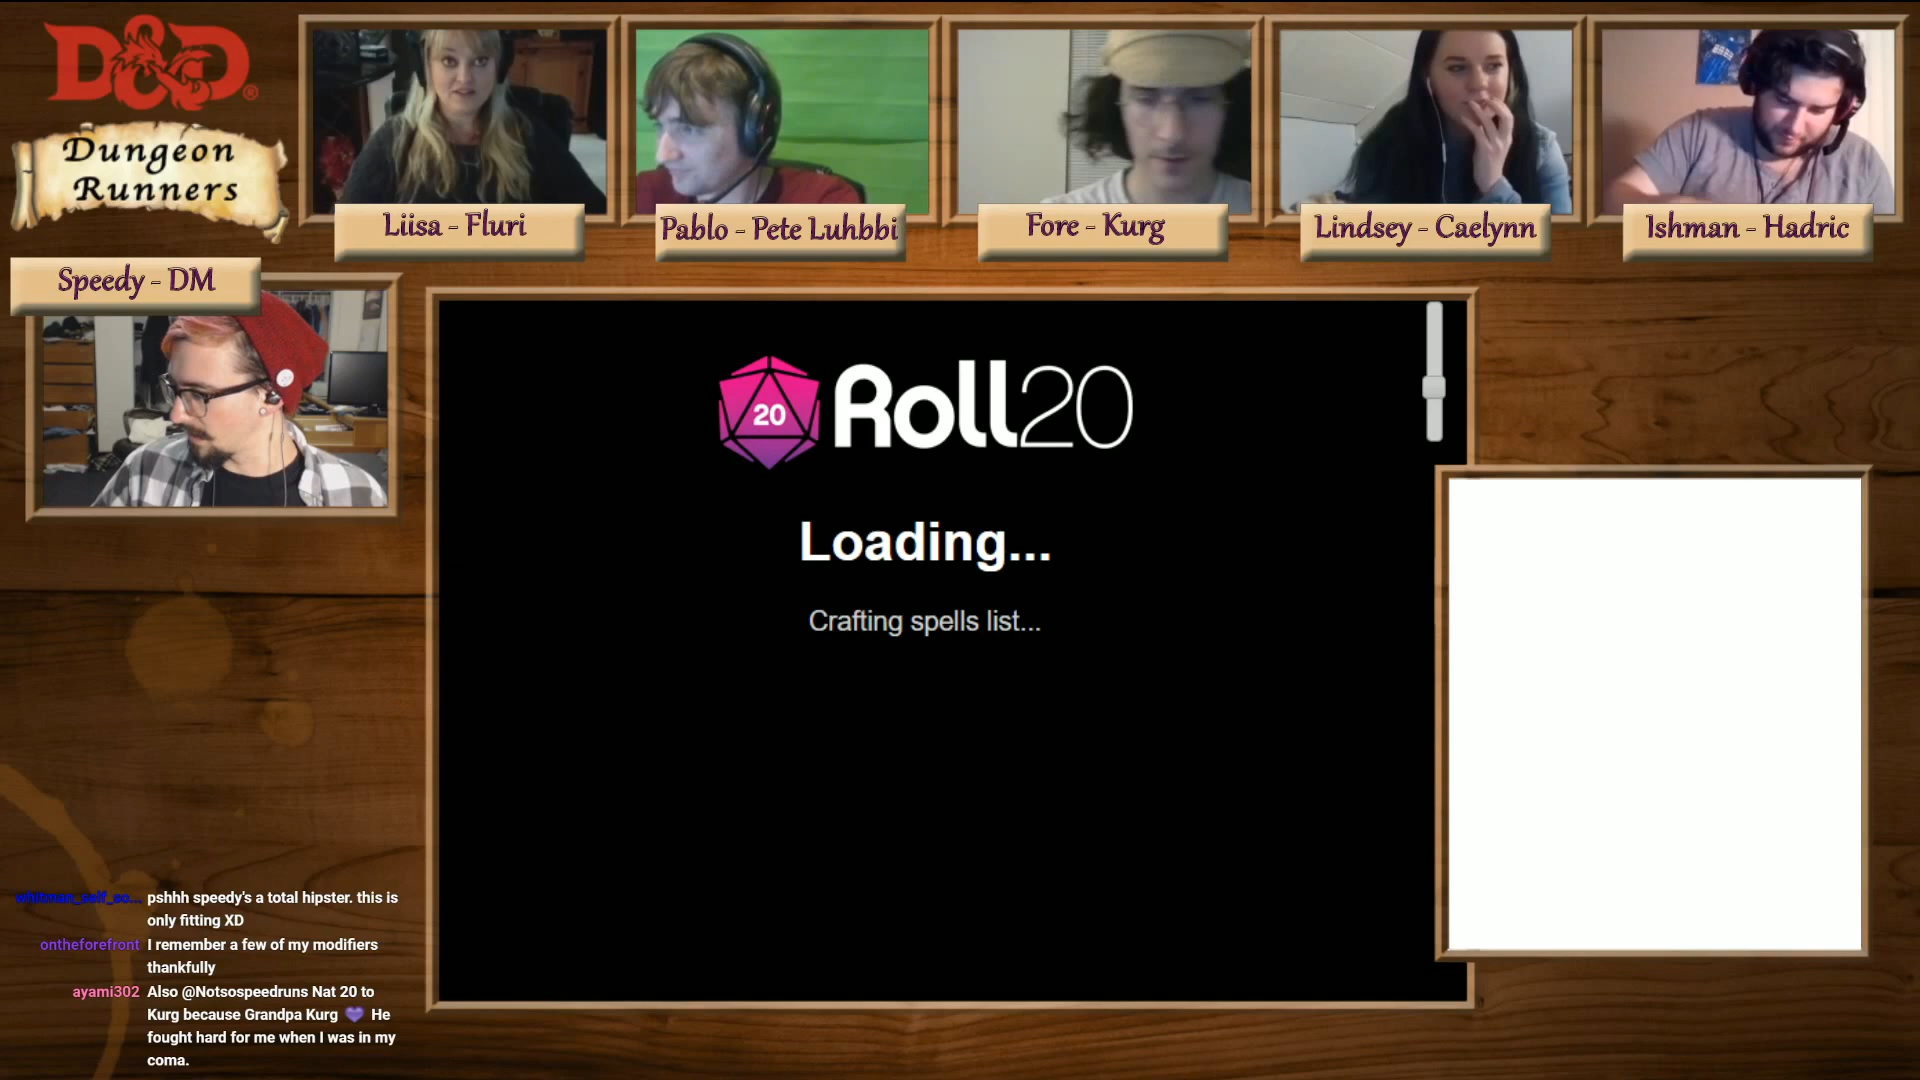 D&D®
Dungeon
Runners
Liisa - Fluri
Pablo - Pete Luhbbi
Fore - Kurg
Lindsey - Caelynn
Ishman - Hadric
Speedy - DM
20 Roll20
Loading...
Crafting spells list...
whitman_self_so... pshhh speedy's a total hipster. this is
only fitting XD
ontheforefront I remember a few of my modifiers
thankfully
ayami302 Also @Notsospeedruns Nat 20 to
Kurg because Grandpa Kurg 💜 He
fought hard for me when I was in my
coma.